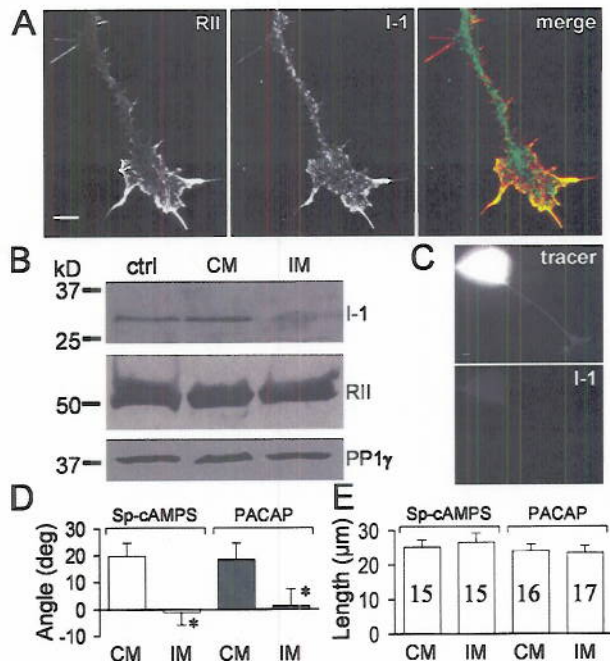 A
RII
I-1
merge
B
kD
ctrl
CM
IM
37
25
I-1
50
RII
37
PP1γ
C
tracer
I-1
D
Sp-cAMPS
PACAP
Angle (deg)
30
20
10
0
-10
*
*
CM
IM
CM
IM
E
Sp-cAMPS
PACAP
Length (μm)
30
20
10
0
15
15
16
17
CM
IM
CM
IM